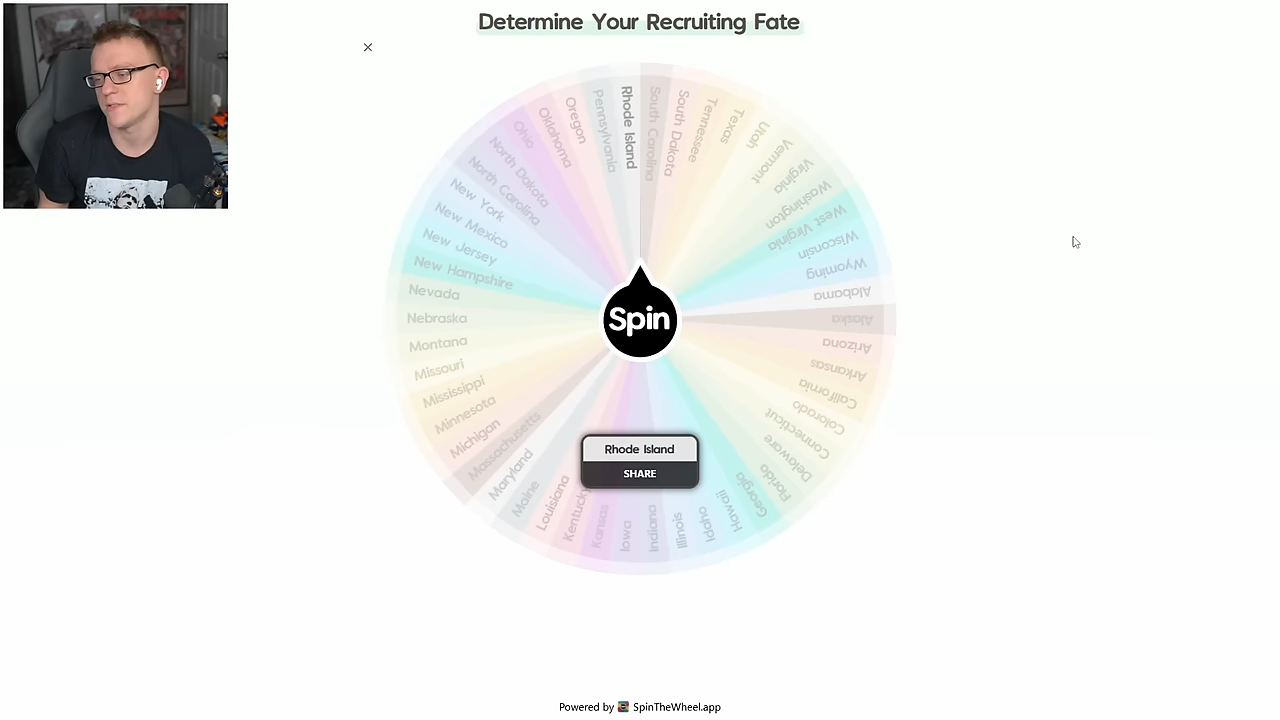 Determine Your Recruiting Fate
Rhode Island
South Carolina
South Dakota
Tennessee
Texas
Utah
Vermont
Virginia
Washington
West Virginia
Wisconsin
Wyoming
Alabama
Alaska
Arizona
Arkansas
California
Colorado
Connecticut
Delaware
Florida
Georgia
Hawaii
Idaho
Illinois
Indiana
Iowa
Kansas
Kentucky
Louisiana
Maine
Maryland
Massachusetts
Michigan
Minnesota
Mississippi
Missouri
Montana
Nebraska
Nevada
New Hampshire
New Jersey
New Mexico
New York
North Carolina
North Dakota
Ohio
Oklahoma
Oregon
Pennsylvania
Spin
Rhode Island
SHARE
Powered by SpinTheWheel.app